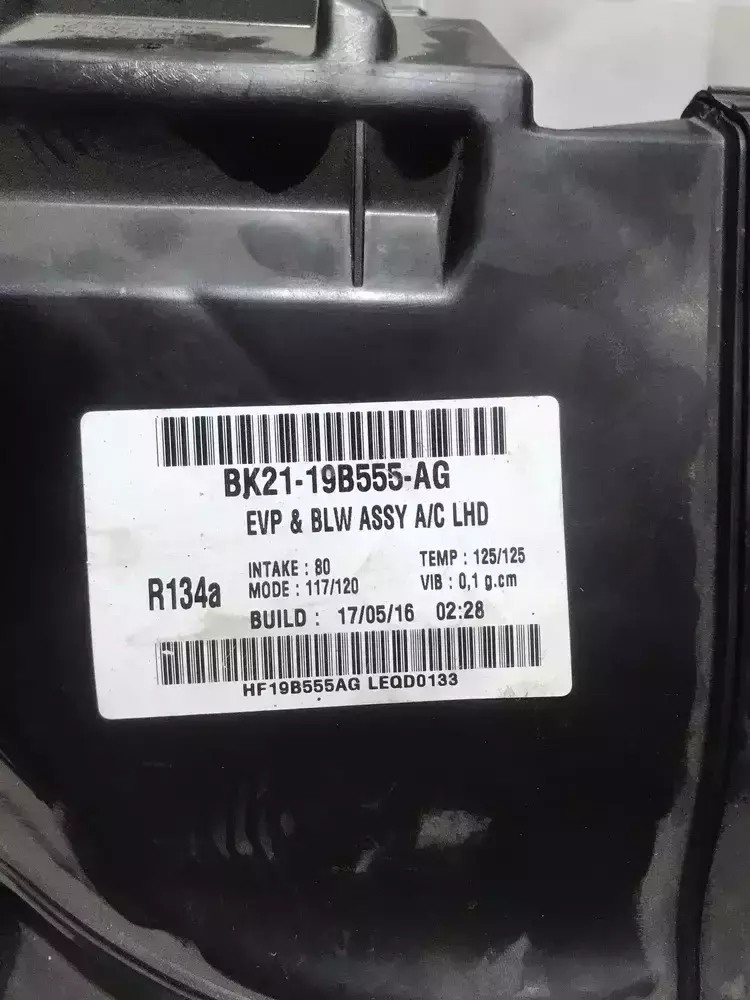 BK21-19B555-AG
EVP & BLW ASSY A/C LHD
R134a
INTAKE : 80 TEMP : 125/125
MODE : 117/120 VIB : 0,1 g.cm
BUILD : 17/05/16 02:28
HF19B555AG LEQD0133